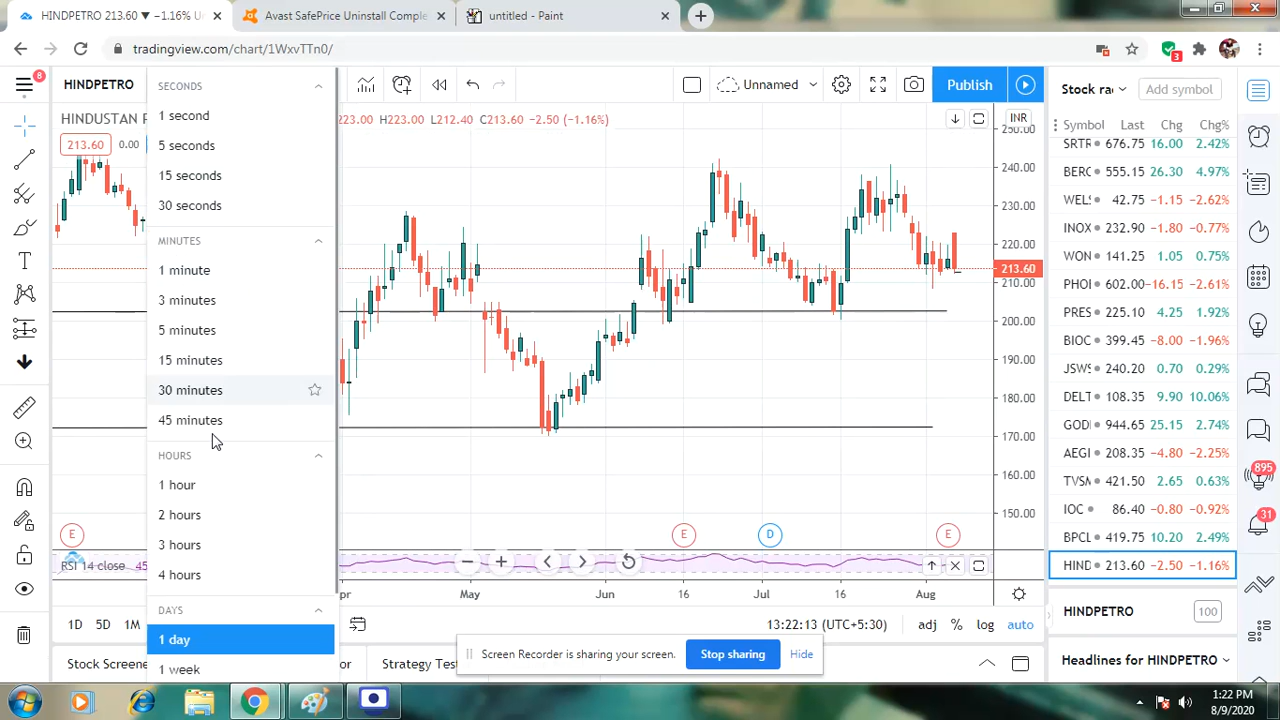 HINDPETRO 213.60 ▼ −1.16% Un
Avast SafePrice Uninstall Comple
untitled - Paint
tradingview.com/chart/1WxvTTn0/
3
8
HINDPETRO
Unnamed
Publish
Stock ra
Add symbol
HINDUSTAN P
223.00 H223.00 L212.40 C213.60 −2.50 (−1.16%)
INR
213.60 0.00
SECONDS
1 second
5 seconds
15 seconds
30 seconds
MINUTES
1 minute
3 minutes
5 minutes
15 minutes
30 minutes
45 minutes
HOURS
1 hour
2 hours
3 hours
4 hours
DAYS
1 day
1 week
250.00
240.00
230.00
220.00
213.60
210.00
200.00
190.00
180.00
170.00
160.00
150.00
E E D E
RSI 14 close 45
pr May Jun 16 Jul 16 Aug
1D 5D 1M
13:22:13 (UTC+5:30) adj % log auto
Stock Screene
or
Strategy Test
Screen Recorder is sharing your screen.
Stop sharing
Hide
Symbol Last Chg Chg%
SRTR 676.75 16.00 2.42%
BERG 555.15 26.30 4.97%
WELS 42.75 −1.15 −2.62%
INOX 232.90 −1.80 −0.77%
WON 141.25 1.05 0.75%
PHOI 602.00 −16.15 −2.61%
PRES 225.10 4.25 1.92%
BIOC 399.45 −8.00 −1.96%
JSWS 240.20 0.70 0.29%
DELT 108.35 9.90 10.06%
GODI 944.65 25.15 2.74%
AEGI 208.35 −4.80 −2.25%
TVSM 421.50 2.65 0.63%
IOC 86.40 −0.80 −0.92%
BPCL 419.75 10.20 2.49%
HIND 213.60 −2.50 −1.16%
HINDPETRO 100
Headlines for HINDPETRO
895
31
1:22 PM
8/9/2020